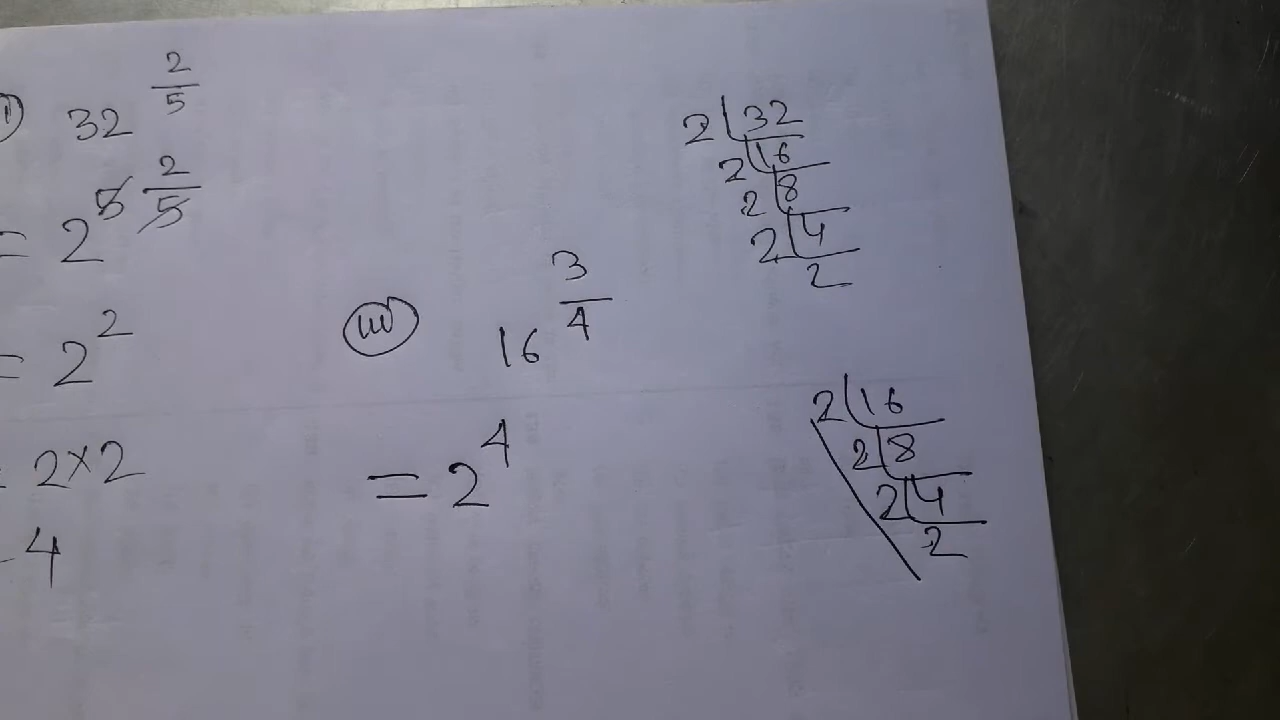 32^(2/5)
= 2^(5 2/5)
= 2^2
= 2×2
= 4
(iii) 16^(3/4)
= 2^4
2 | 32
2 | 16
2 | 8
2 | 4
2
2 | 16
2 | 8
2 | 4
2